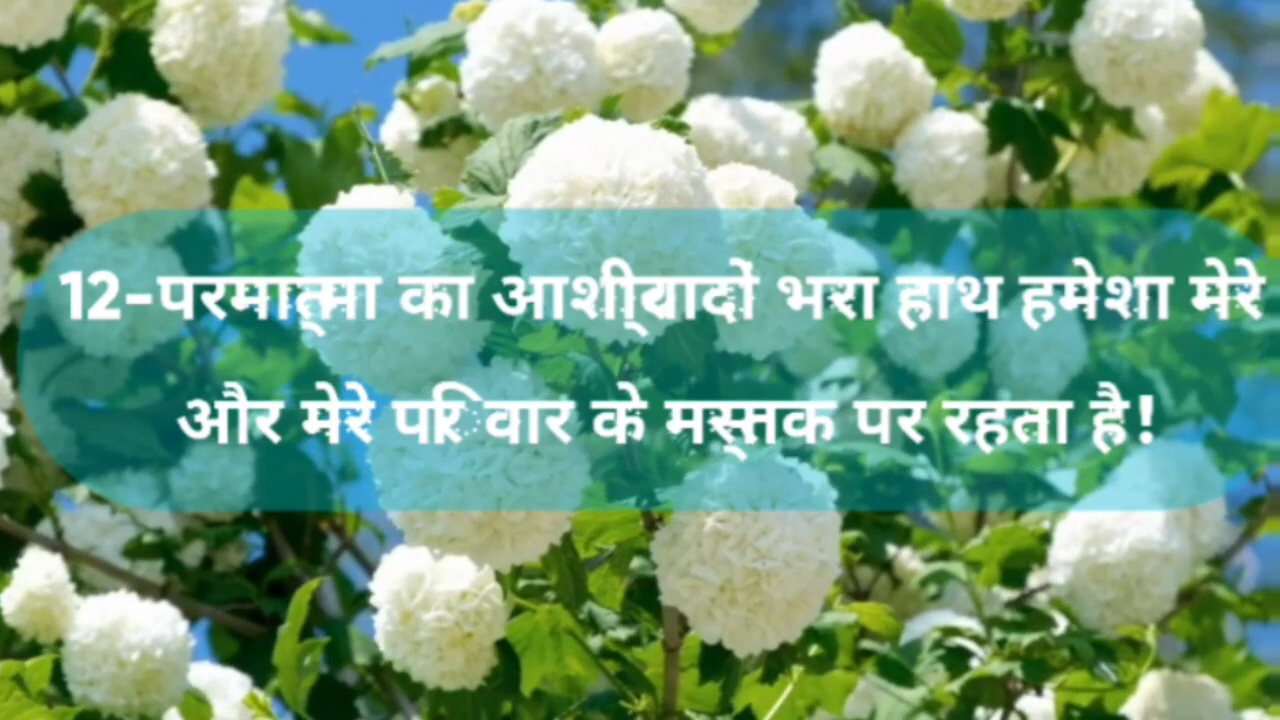 12-परमात्मा का आशी्वादों भरा हाथ हमेशा मेरे
और मेरे परिवार के मस्तक पर रहता है!